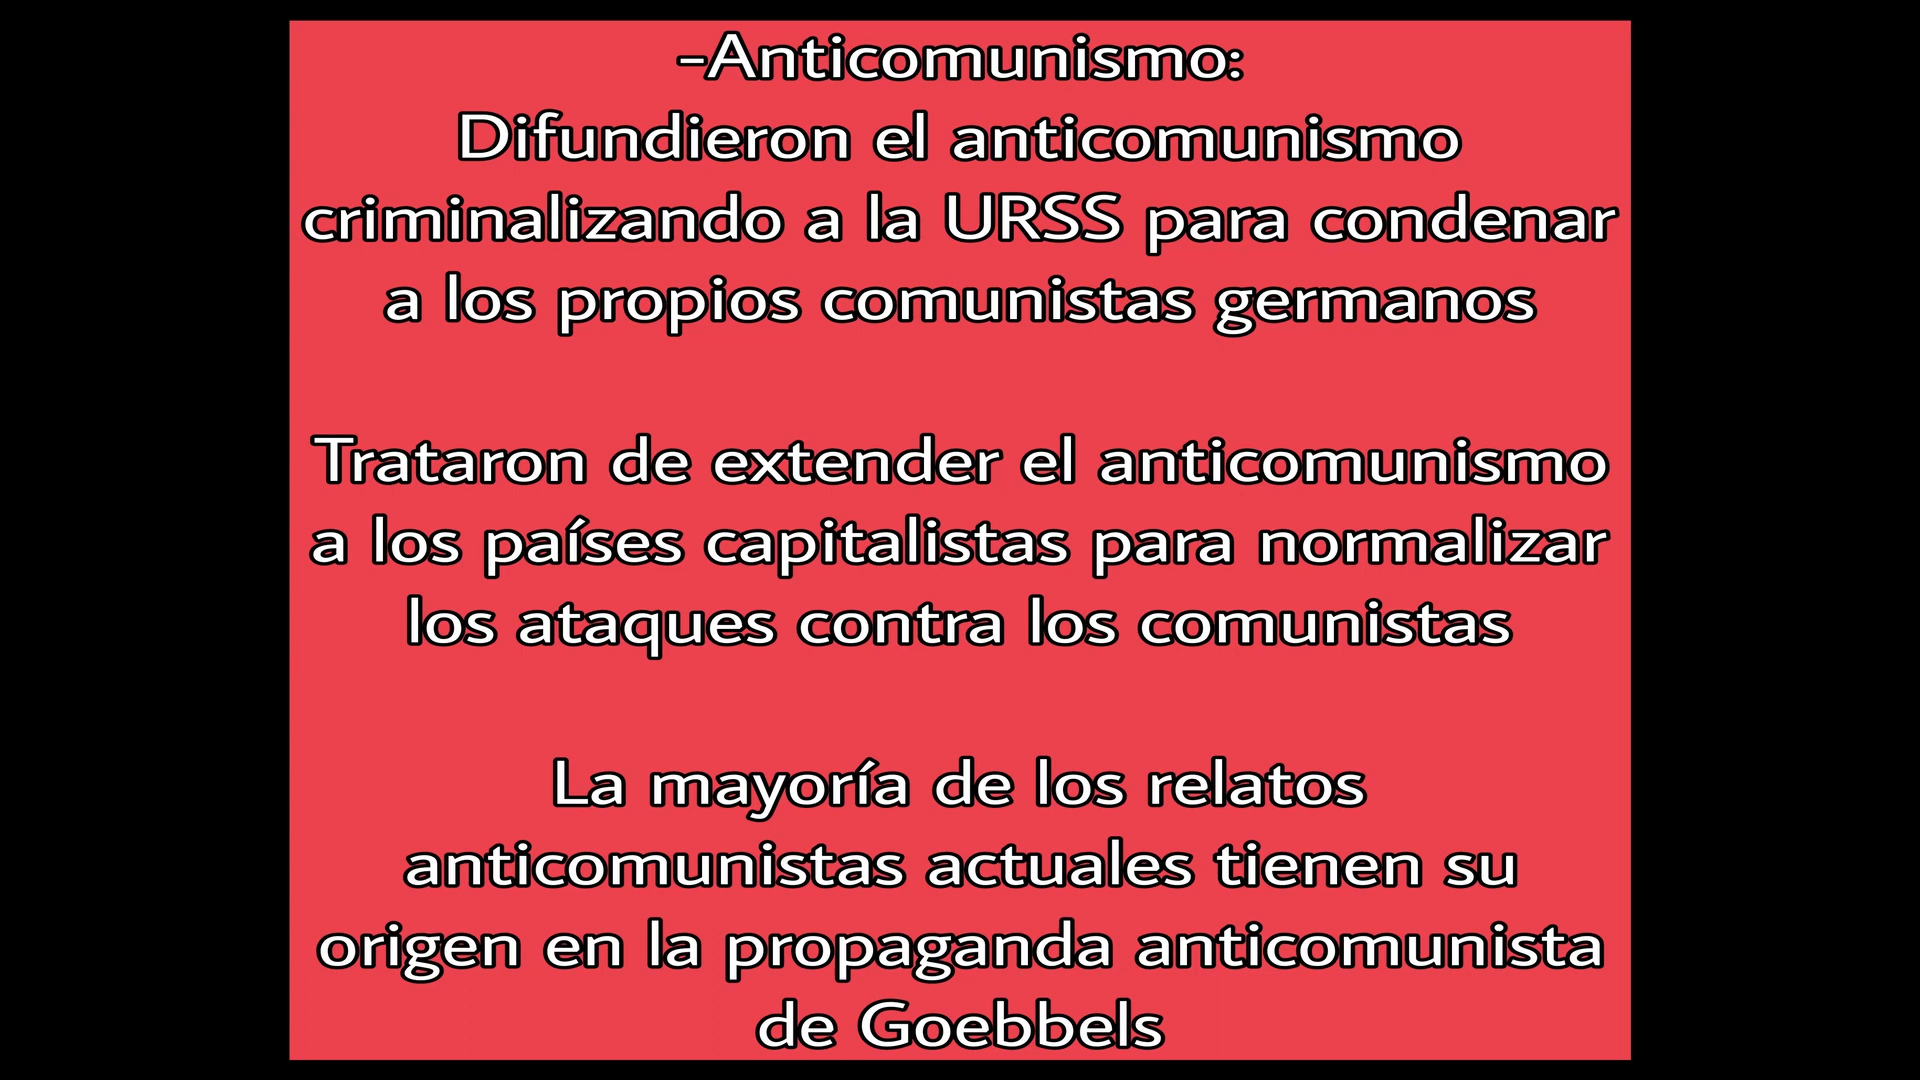 -Anticomunismo:
Difundieron el anticomunismo
criminalizando a la URSS para condenar
a los propios comunistas germanos
Trataron de extender el anticomunismo
a los países capitalistas para normalizar
los ataques contra los comunistas
La mayoría de los relatos
anticomunistas actuales tienen su
origen en la propaganda anticomunista
de Goebbels